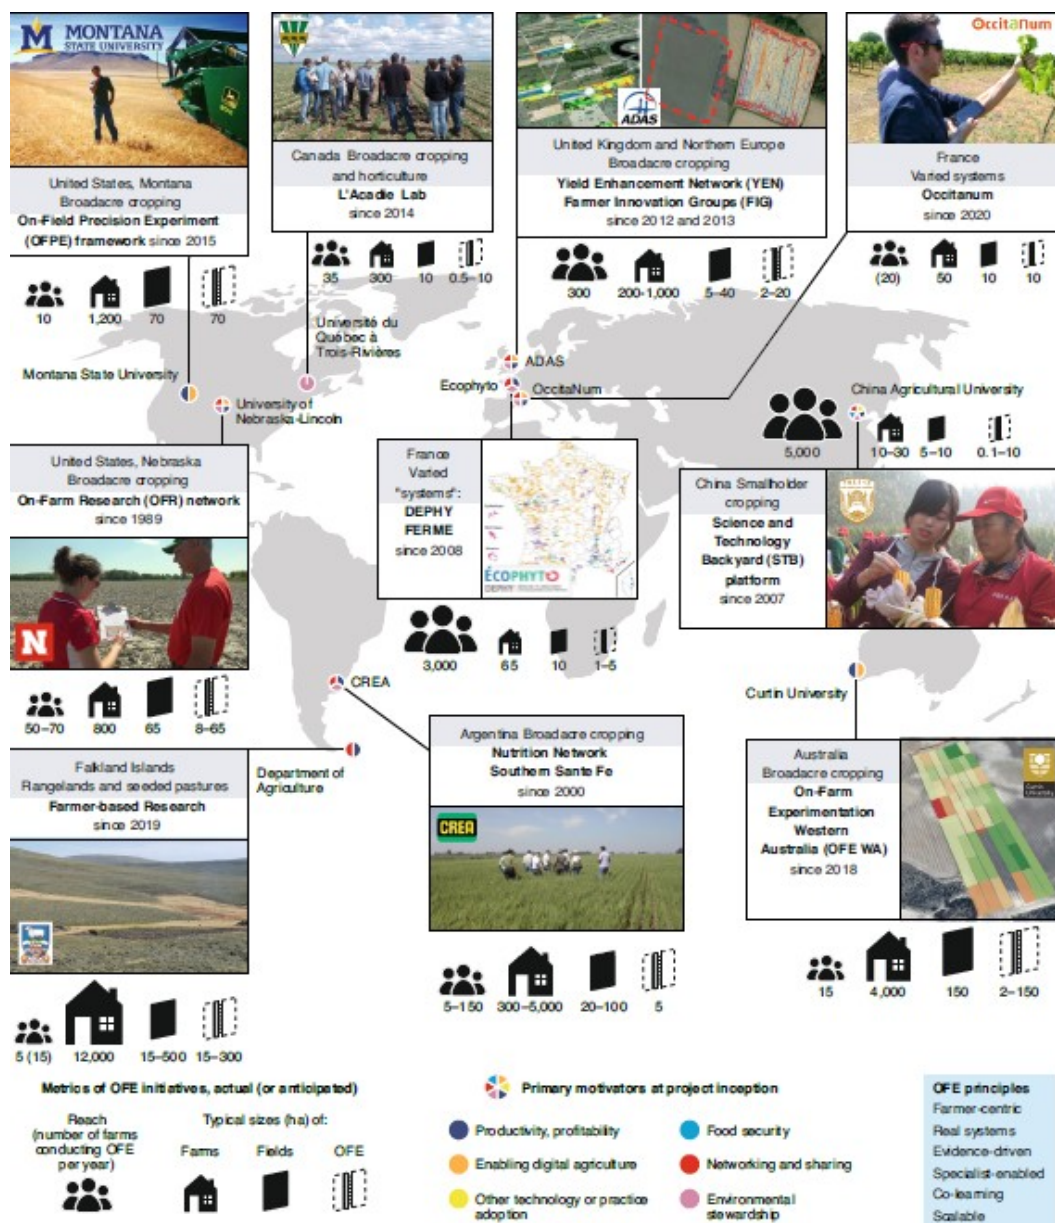 MONTANA
STATE UNIVERSITY
United States, Montana
Broadacre cropping
On-Field Precision Experiment
(OFPE) framework since 2015
10
1,200
70
70
Montana State University
Canada Broadacre cropping
and horticulture
L'Acadie Lab
since 2014
35
300
10
0.5–10
Université du
Québec à
Trois-Rivières
ADAS
United Kingdom and Northern Europe
Broadacre cropping
Yield Enhancement Network (YEN)
Farmer Innovation Groups (FIG)
since 2012 and 2013
300
200–1,000
5–40
2–20
ADAS
Occitanum
France
Varied systems
Occitanum
since 2020
(20)
50
10
10
Ecophyto
OccitaNum
University of
Nebraska-Lincoln
United States, Nebraska
Broadacre cropping
On-Farm Research (OFR) network
since 1989
N
50–70
800
65
8–65
France
Varied
"systems":
DEPHY
FERME
since 2008
ÉCOPHYTO
DEPHY
3,000
65
10
1–5
China Agricultural University
5,000
10–30
5–10
0.1–10
China Smallholder
cropping
Science and
Technology
Backyard (STB)
platform
since 2007
CREA
Argentina Broadacre cropping
Nutrition Network
Southern Sante Fe
since 2000
CREA
5–150
300–5,000
20–100
5
Curtin University
Australia
Broadacre cropping
On-Farm
Experimentation
Western
Australia (OFE WA)
since 2018
Curtin University
15
4,000
150
2–150
Department of
Agriculture
Falkland Islands
Rangelands and seeded pastures
Farmer-based Research
since 2019
5 (15)
12,000
15–500
15–300
Metrics of OFE initiatives, actual (or anticipated)
Reach
(number of farms
conducting OFE
per year)
Typical sizes (ha) of:
Farms
Fields
OFE
Primary motivators at project inception
Productivity, profitability
Enabling digital agriculture
Other technology or practice
adoption
Food security
Networking and sharing
Environmental
stewardship
OFE principles
Farmer-centric
Real systems
Evidence-driven
Specialist-enabled
Co-learning
Scalable